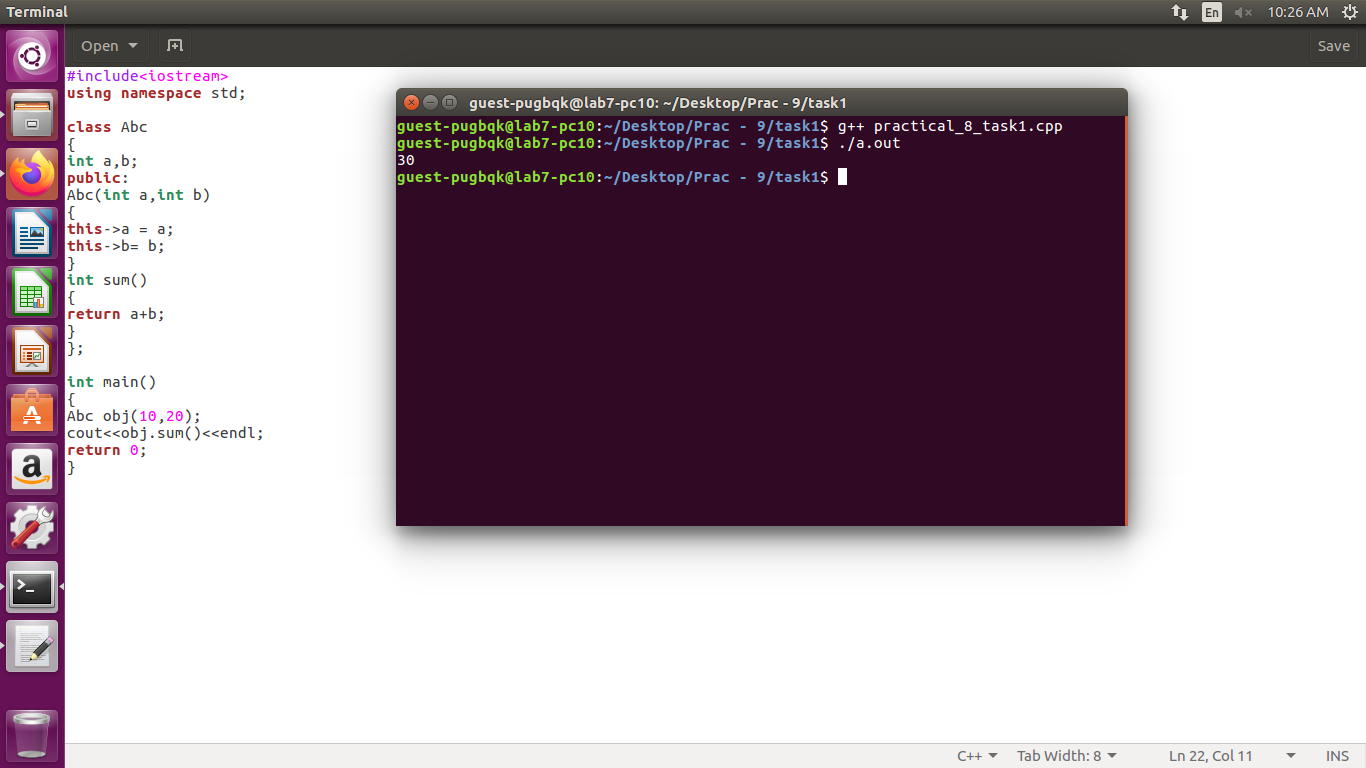 Terminal
En
10:26 AM
Open
Save
#include<iostream>
using namespace std;
class Abc
{
int a,b;
public:
Abc(int a,int b)
{
this->a = a;
this->b= b;
}
int sum()
{
return a+b;
}
};
int main()
{
Abc obj(10,20);
cout<<obj.sum()<<endl;
return 0;
}
guest-pugbqk@lab7-pc10: ~/Desktop/Prac - 9/task1
guest-pugbqk@lab7-pc10:~/Desktop/Prac - 9/task1$ g++ practical_8_task1.cpp
guest-pugbqk@lab7-pc10:~/Desktop/Prac - 9/task1$ ./a.out
30
guest-pugbqk@lab7-pc10:~/Desktop/Prac - 9/task1$
C++
Tab Width: 8
Ln 22, Col 11
INS